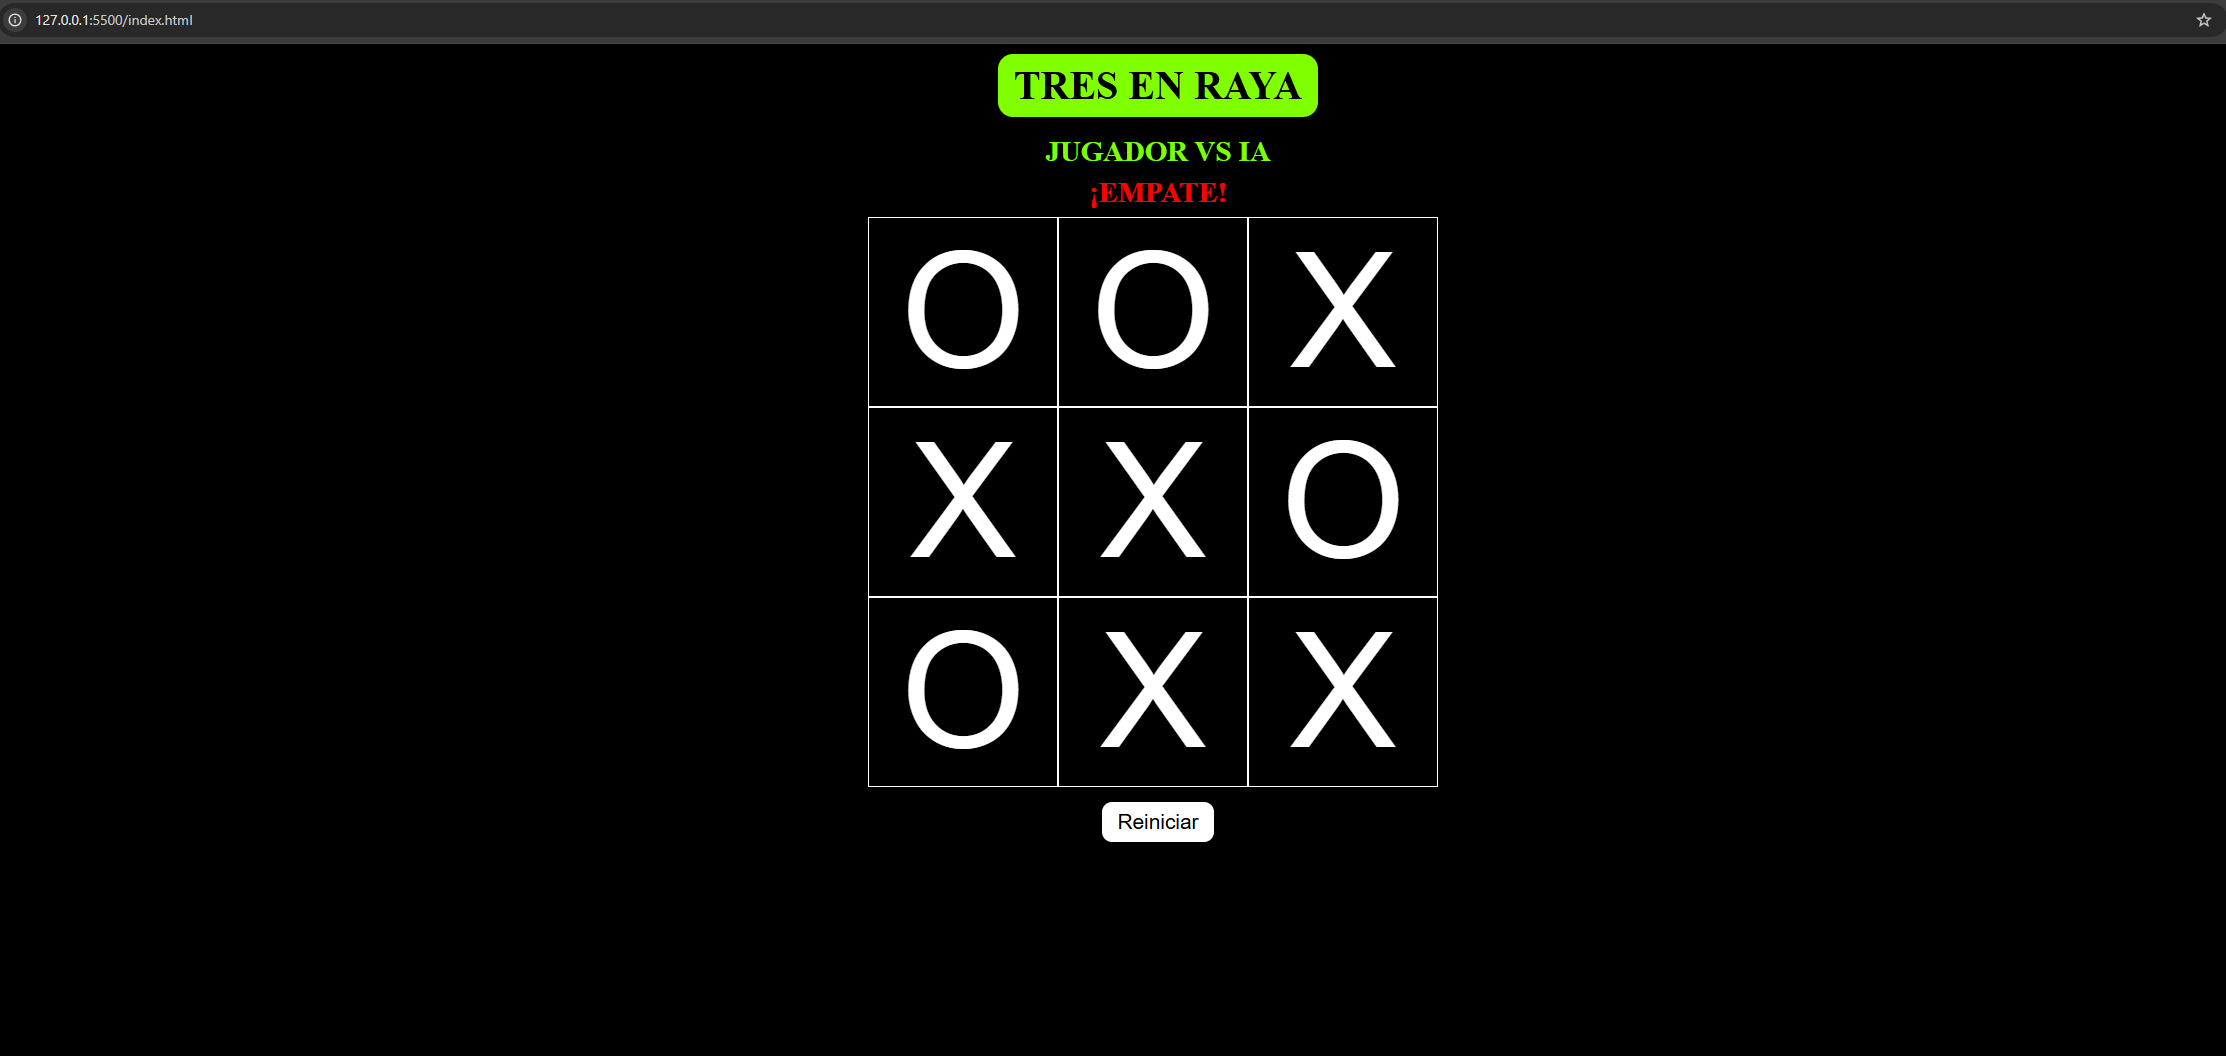 127.0.0.1:5500/index.html
TRES EN RAYA
JUGADOR VS IA
¡EMPATE!
O O X
X X O
O X X
Reiniciar